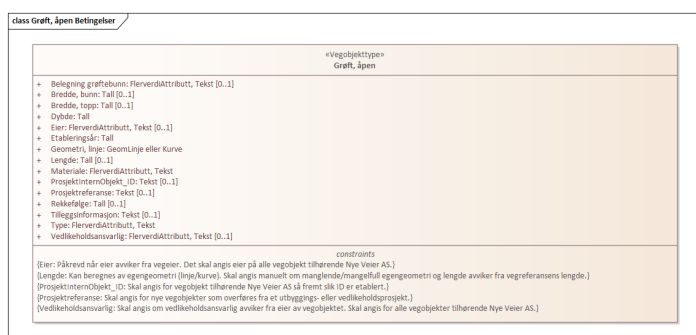 class Grøft, åpen Betingelser
«Vegobjekttype»
Grøft, åpen
+ Belegning grøftebunn: FlerverdiAttributt, Tekst [0..1]
+ Bredde, bunn: Tall [0..1]
+ Bredde, topp: Tall [0..1]
+ Dybde: Tall
+ Eier: FlerverdiAttributt, Tekst [0..1]
+ Etableringsår: Tall
+ Geometri, linje: GeomLinje eller Kurve
+ Lengde: Tall [0..1]
+ Materiale: FlerverdiAttributt, Tekst
+ ProsjektInternObjekt_ID: Tekst [0..1]
+ Prosjektreferanse: Tekst [0..1]
+ Rekkefølge: Tall [0..1]
+ Tilleggsinformasjon: Tekst [0..1]
+ Type: FlerverdiAttributt, Tekst
+ Vedlikeholdsansvarlig: FlerverdiAttributt, Tekst [0..1]
constraints
{Eier: Påkrevd når eier avviker fra vegeier. Det skal angis eier på alle vegobjekt tilhørende Nye Veier AS.}
{Lengde: Kan beregnes av egengeometri (linje/kurve). Skal angis manuelt om manglende/mangelfull egengeometri og lengde avviker fra vegreferansens lengde.}
{ProsjektInternObjekt_ID: Skal angis for vegobjekt tilhørende Nye Veier AS så fremt slik ID er etablert.}
{Prosjektreferanse: Skal angis for nye vegobjekter som overføres fra et utbyggings- eller vedlikeholdsprosjekt.}
{Vedlikeholdsansvarlig: Skal angis om vedlikeholdsansvarlig avviker fra eier av vegobjektet. Skal angis for alle vegobjekter tilhørende Nye Veier AS.}